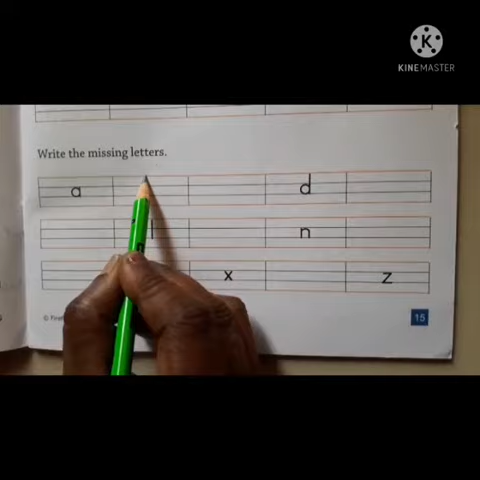 K
KINEMASTER
Write the missing letters.
a d
l n
x z
15